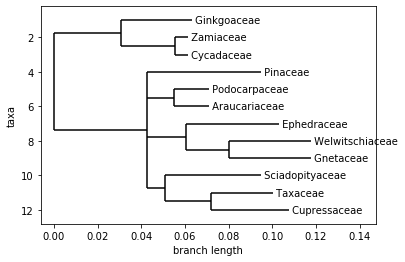 Ginkgoaceae
Zamiaceae
Cycadaceae
Pinaceae
Podocarpaceae
Araucariaceae
Ephedraceae
Welwitschiaceae
Gnetaceae
Sciadopityaceae
Taxaceae
Cupressaceae
2
4
6
8
10
12
taxa
0.00 0.02 0.04 0.06 0.08 0.10 0.12 0.14
branch length